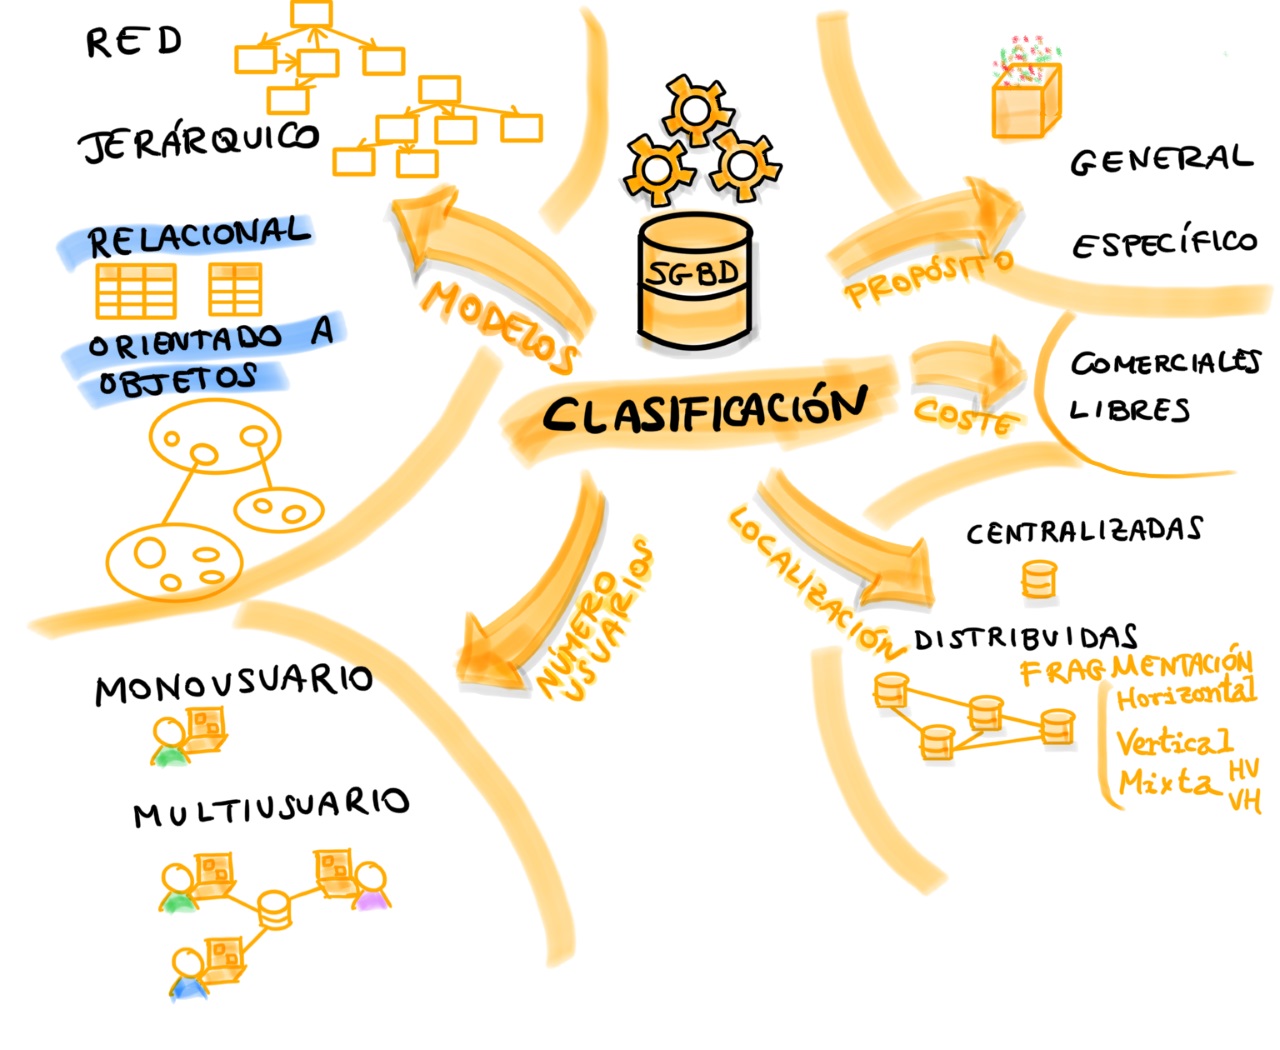 RED
JERÁRQUICO
RELACIONAL
ORIENTADO A
OBJETOS
MODELOS
SGBD
CLASIFICACIÓN
PROPÓSITO
GENERAL
ESPECÍFICO
COSTE
COMERCIALES
LIBRES
LOCALIZACIÓN
CENTRALIZADAS
DISTRIBUIDAS
FRAGMENTACIÓN
Horizontal
Vertical
Mixta HV
VH
NÚMERO
USUARIOS
MONOUSUARIO
MULTIUSUARIO